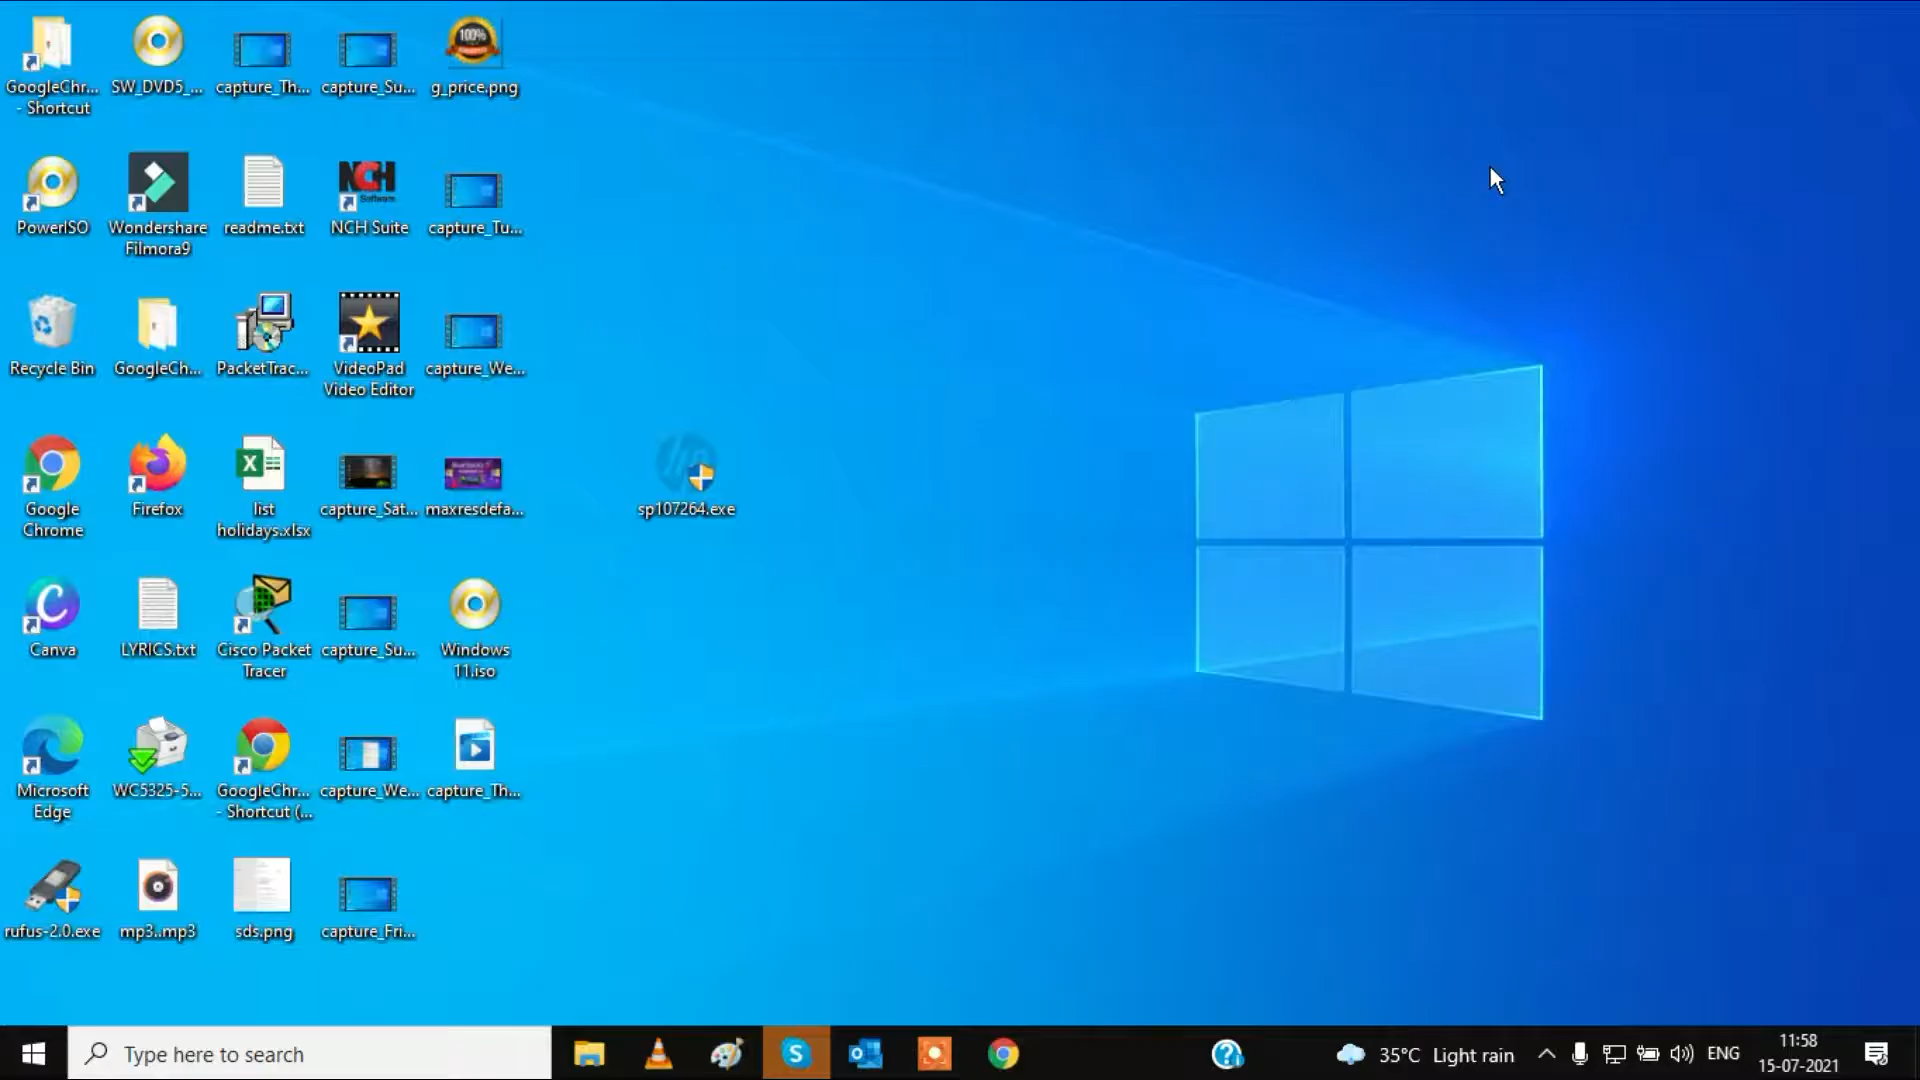 GoogleChr...
- Shortcut
SW_DVD5_...
capture_Th...
capture_Su...
100%
g_price.png
PowerISO
Wondershare
Filmora9
readme.txt
NCH
Software
NCH Suite
capture_Tu...
Recycle Bin
GoogleCh...
PacketTrac...
VideoPad
Video Editor
capture_We...
Google
Chrome
Firefox
list
holidays.xlsx
capture_Sat...
maxresdefa...
sp107264.exe
Canva
LYRICS.txt
Cisco Packet
Tracer
capture_Su...
Windows
11.iso
Microsoft
Edge
WC5325-5...
GoogleChr...
- Shortcut (...
capture_We...
capture_Th...
rufus-2.0.exe
mp3..mp3
sds.png
capture_Fri...
Type here to search
35°C Light rain
ENG
11:58
15-07-2021